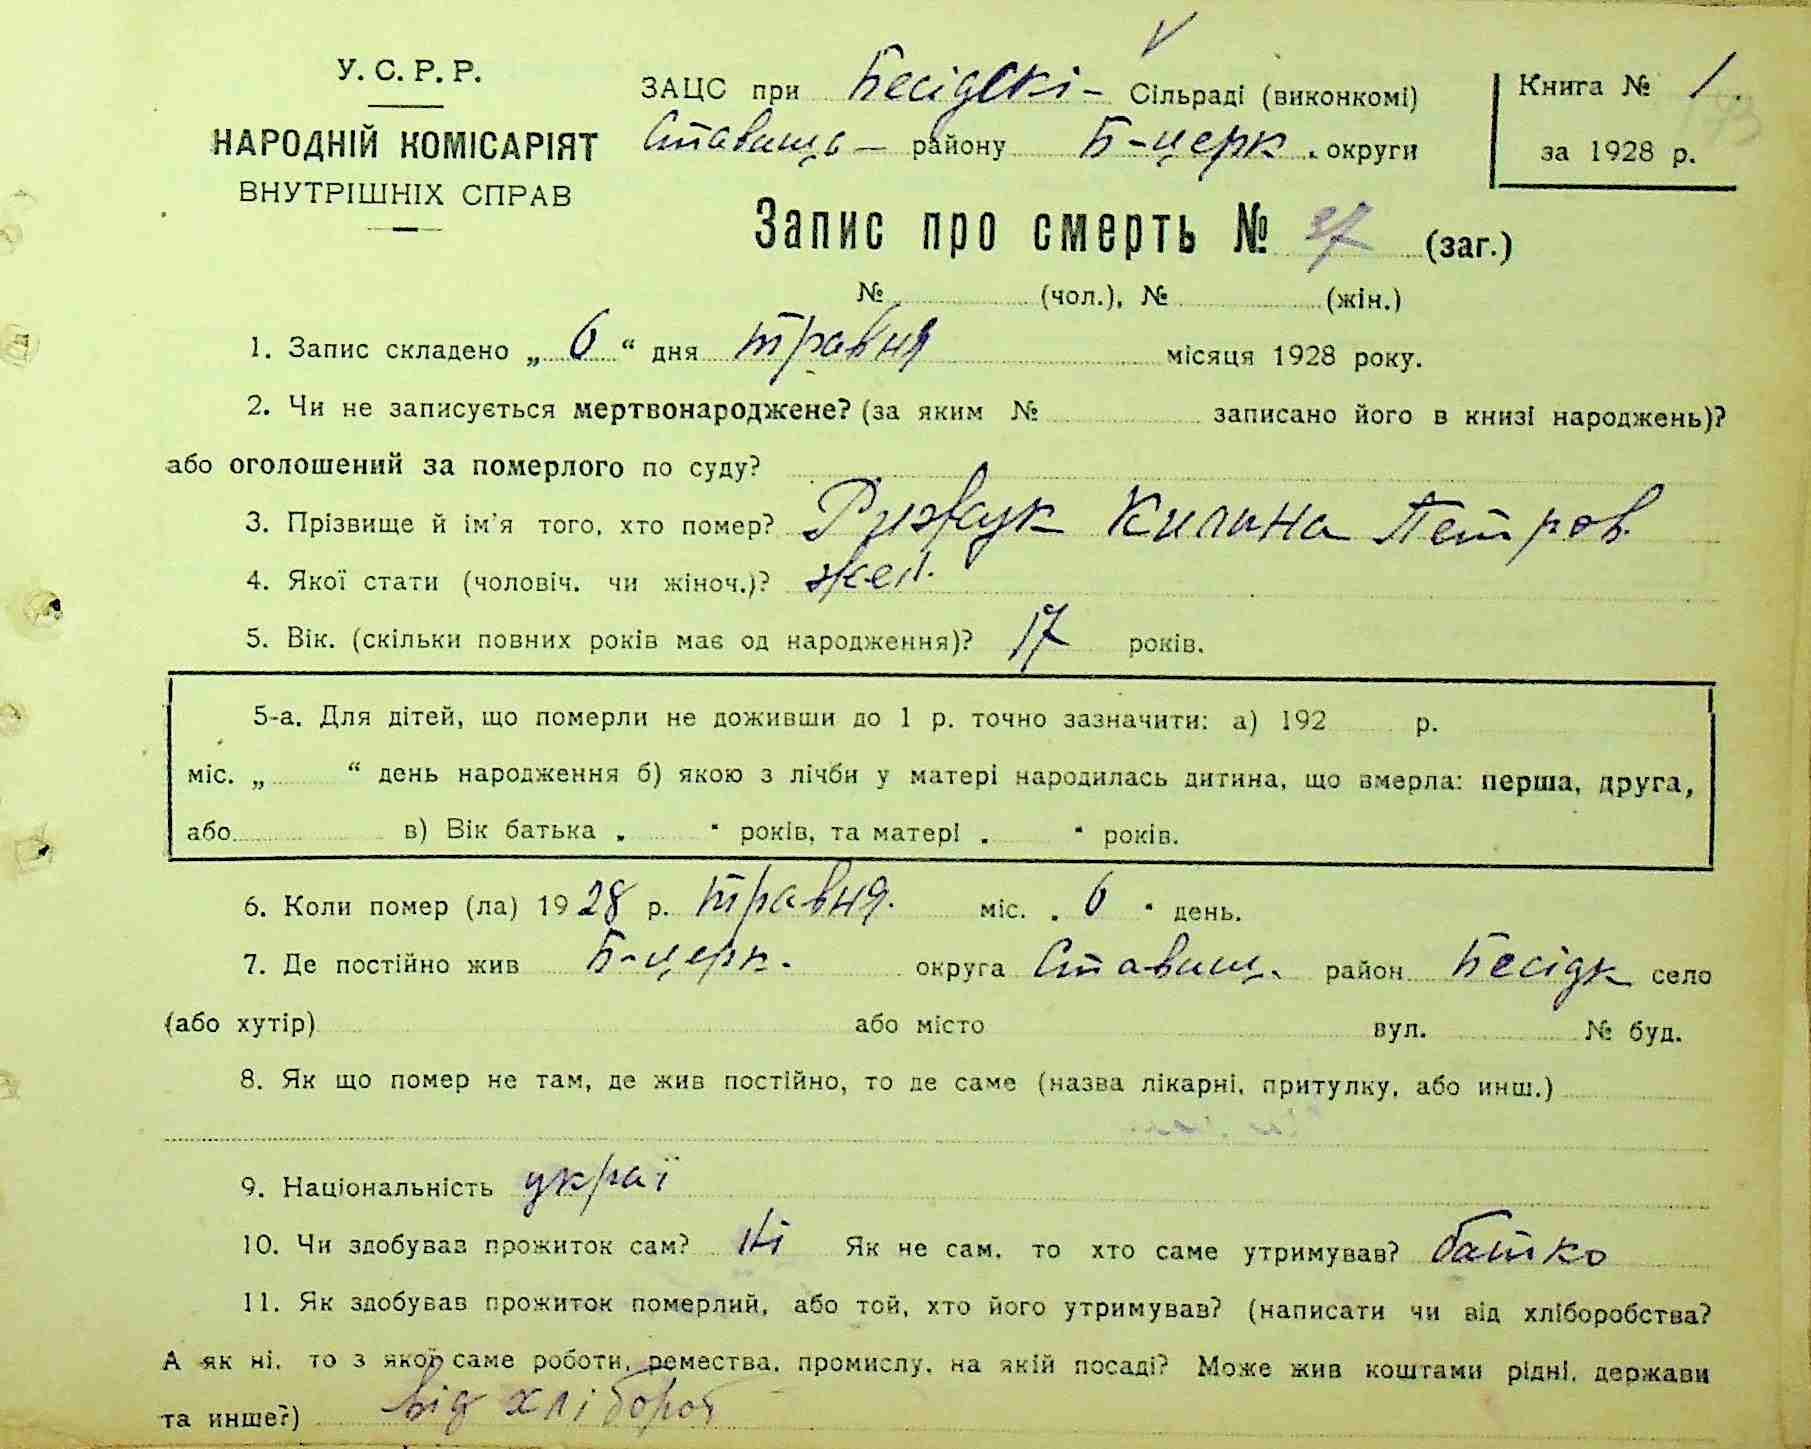 У. С. Р. Р.
НАРОДНІЙ КОМІСАРІЯТ
ВНУТРІШНІХ СПРАВ
ЗАЦС при Бесідскі- Сільраді (виконкомі)
Ставища- району Б-церк. округи
Книга № 1.
за 1928 р.
Запис про смерть № 27 (заг.)
№ (чол.), № (жін.)
1. Запис складено „ 6 “ дня травня місяця 1928 року.
2. Чи не записується мертвонароджене? (за яким № записано його в книзі народжень)?
або оголошений за померлого по суду?
3. Прізвище й ім'я того, хто помер? Килина Петров.
4. Якої стати (чоловіч. чи жіноч.)? жен.
5. Вік. (скільки повних років має од народження)? 17 років.
5-а. Для дітей, що померли не доживши до 1 р. точно зазначити: а) 192 р.
міс. „ “ день народження б) якою з лічби у матері народилась дитина, що вмерла: перша, друга,
або в) Вік батька „ “ років, та матері „ “ років.
6. Коли помер (ла) 1928 р. травня. міс. „ 6 “ день.
7. Де постійно жив Б-церк. округа Ставищ. район Бесідк село
(або хутір) або місто вул. № буд.
8. Як що помер не там, де жив постійно, то де саме (назва лікарні, притулку, або инш.)
9. Національність украї
10. Чи здобував прожиток сам? Ні Як не сам, то хто саме утримував? батко
11. Як здобував прожиток померлий, або той, хто його утримував? (написати чи від хліборобства?
А як ні, то з якої саме роботи, ремества, промислу, на якій посаді? Може жив коштами рідні, держави
та инше?) від хлібороб